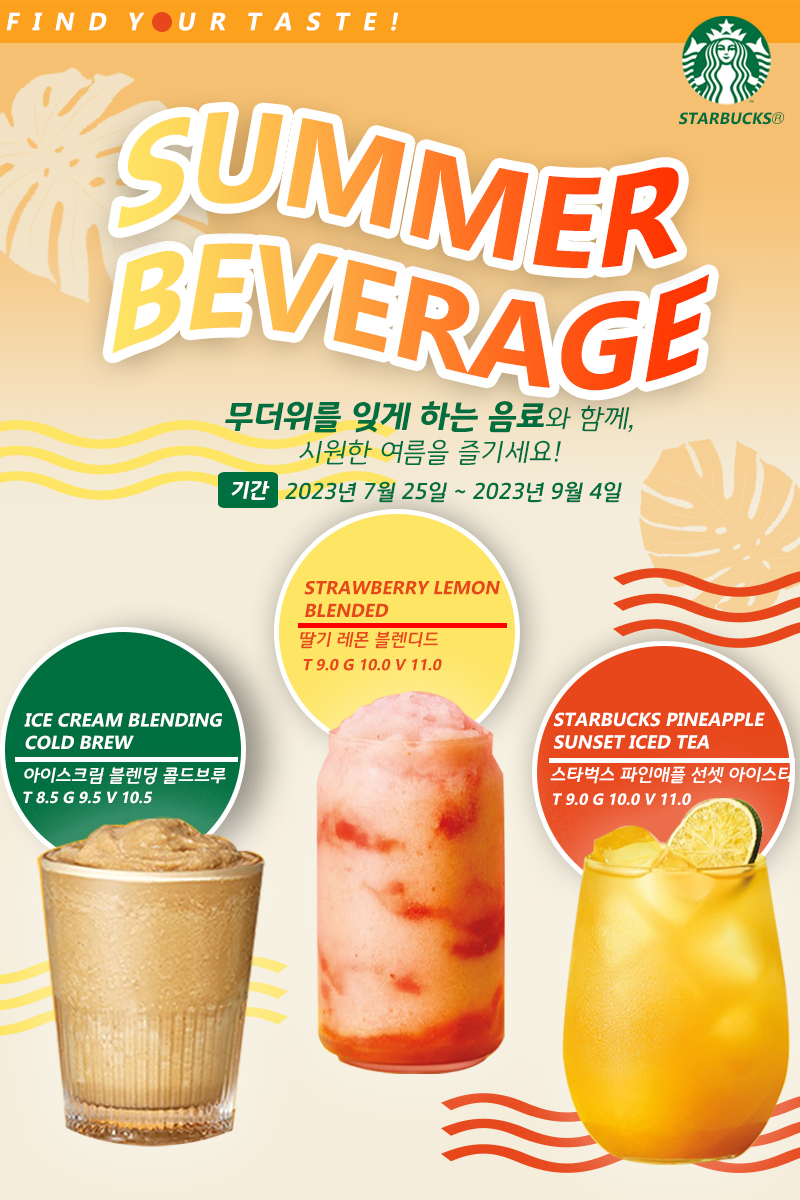 FIND YOUR TASTE!
STARBUCKS®
SUMMER
BEVERAGE
무더위를 잊게 하는 음료와 함께,
시원한 여름을 즐기세요!
기간 2023년 7월 25일 ~ 2023년 9월 4일
STRAWBERRY LEMON
BLENDED
딸기 레몬 블렌디드
T 9.0 G 10.0 V 11.0
ICE CREAM BLENDING
COLD BREW
아이스크림 블렌딩 콜드브루
T 8.5 G 9.5 V 10.5
STARBUCKS PINEAPPLE
SUNSET ICED TEA
스타벅스 파인애플 선셋 아이스티
T 9.0 G 10.0 V 11.0